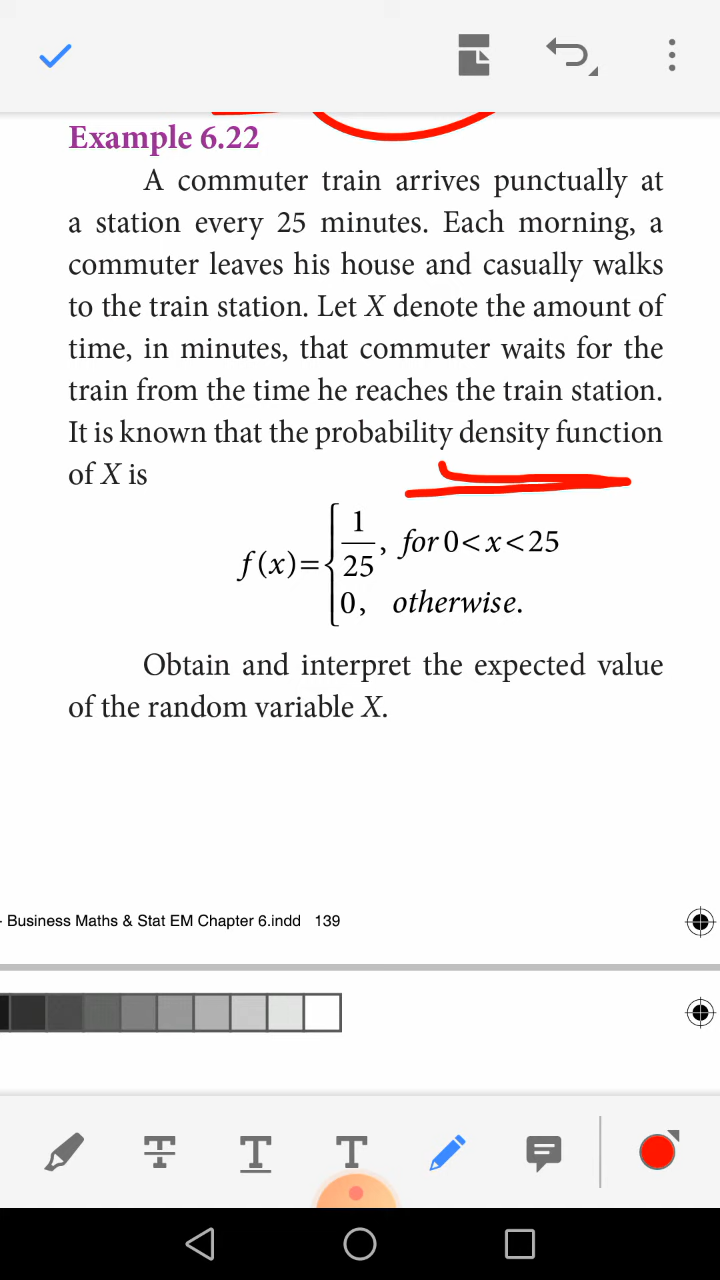 Example 6.22
A commuter train arrives punctually at
a station every 25 minutes. Each morning, a
commuter leaves his house and casually walks
to the train station. Let X denote the amount of
time, in minutes, that commuter waits for the
train from the time he reaches the train station.
It is known that the probability density function
of X is
f(x)={1/25, for 0<x<25
0, otherwise.
Obtain and interpret the expected value
of the random variable X.
- Business Maths & Stat EM Chapter 6.indd 139
T T T